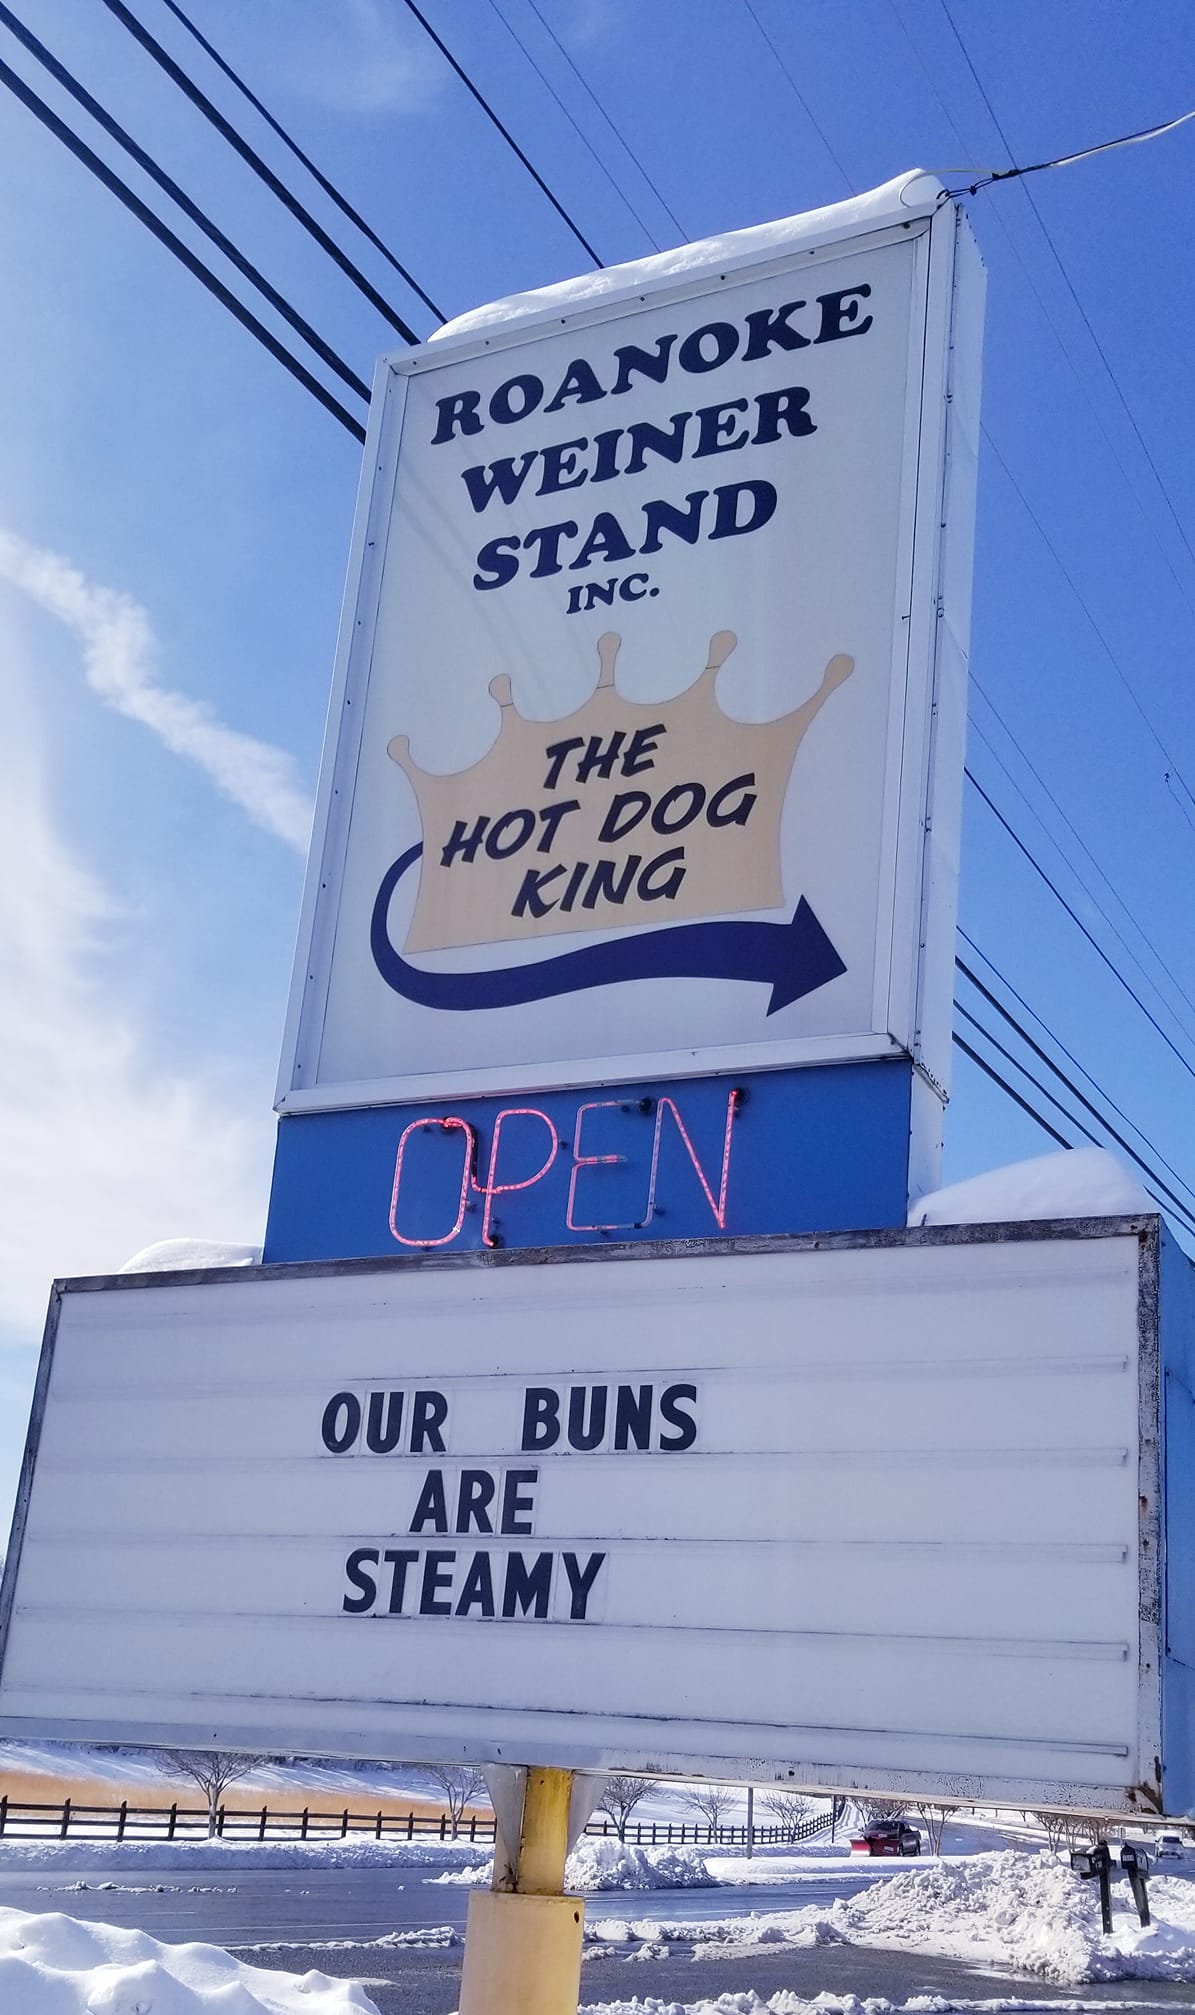 ROANOKE
WEINER
STAND
INC.
THE
HOT DOG
KING
OPEN
OUR BUNS
ARE
STEAMY